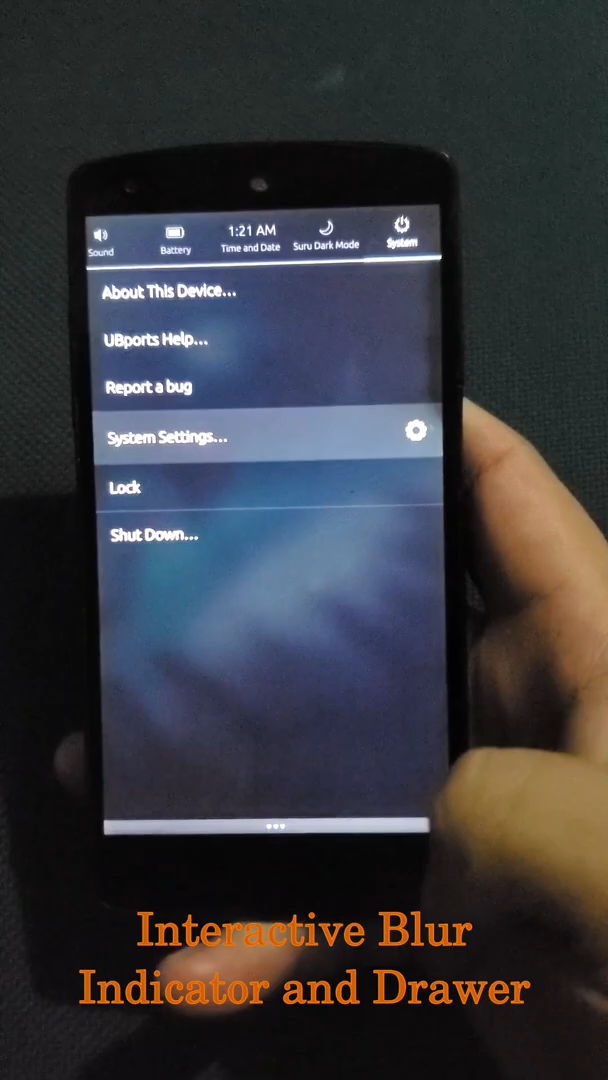 1:21 AM
Sound
Battery
Time and Date
Suru Dark Mode
System
About This Device...
UBports Help...
Report a bug
System Settings...
Lock
Shut Down...
Interactive Blur
Indicator and Drawer